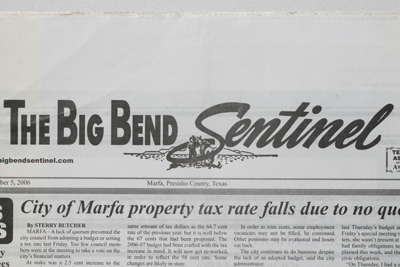 THE BIG BEND Sentinel
bigbendsentinel.com
ber 5, 2006
Marfa, Presidio County, Texas
City of Marfa property tax rate falls due to no quo
By STERRY BUTCHER
MARFA - A lack of quorum prevented the
city council from adopting a budget or setting
a tax rate last Friday. Too few council mem-
bers were at the meeting to take a vote on the
city's financial matters.
At stake was a 2.5 cent increase to the
same amount of tax dollars as the 64.7 cent
rate of the previous year, but it is well below
the 67 cents that had been proposed. The
2006-07 budget had been crafted with the tax
increase in mind. It will now get re-worked,
in order to reflect the 58 cent rate. Some
changes are likely in store.
In order to trim costs, some employment
vacancies may not be filled, he continued.
Other positions may be evaluated and hours
cut back.
The city continues to do business despite
the lack of an adopted budget, said the city
administrator.
last Thursday's budget
Friday's special meeting
ters, she wasn't present at
had family obligations to
planned that week, and
civic obligations.
"On Thursday, I had a